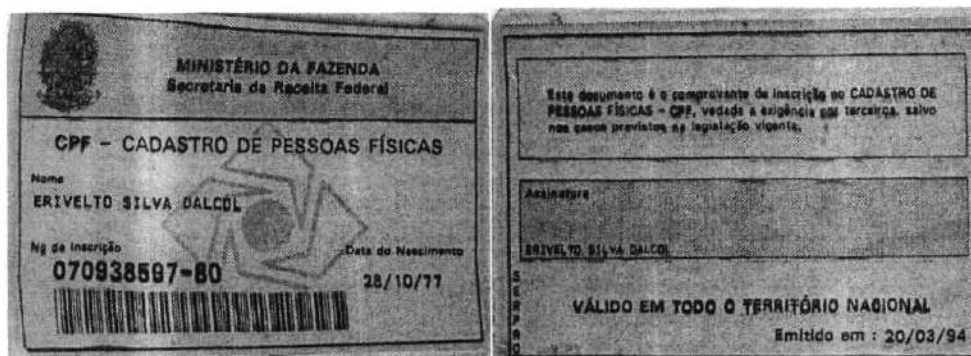 MINISTÉRIO DA FAZENDA
Secretaria da Receita Federal
CPF - CADASTRO DE PESSOAS FÍSICAS
Nome
ERIVELTO SILVA DALCOL
Nº de Inscrição
Data do Nascimento
070938597-80
28/10/77
Este documento é o comprovante de inscrição no CADASTRO DE
PESSOAS FÍSICAS - CPF, vedada a exigência por terceiros, salvo
nos casos previstos na legislação vigente.
Assinatura
ERIVELTO SILVA DALCOL
SERPRO
VÁLIDO EM TODO O TERRITÓRIO NACIONAL
Emitido em : 20/03/94